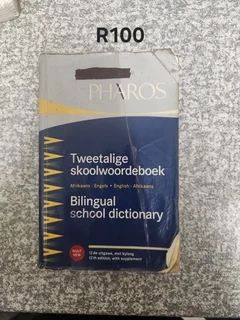 R100
PHAROS
Tweetalige
skoolwoordeboek
Afrikaans - Engels • English - Afrikaans
Bilingual
school dictionary
12de uitgawe, met bylaag
12th edition, with supplement